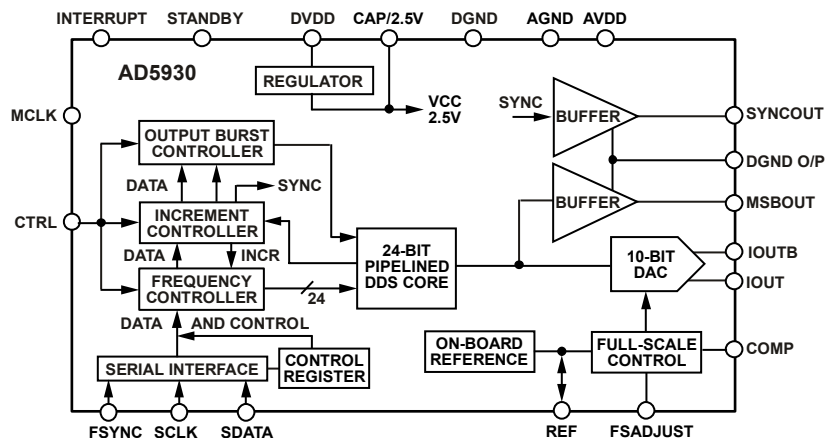 INTERRUPT STANDBY DVDD CAP/2.5V DGND AGND AVDD
AD5930
REGULATOR
VCC
2.5V
MCLK
OUTPUT BURST
CONTROLLER
SYNC
BUFFER
SYNCOUT
DGND O/P
DATA
SYNC
BUFFER
MSBOUT
CTRL
INCREMENT
CONTROLLER
24-BIT
PIPELINED
DDS CORE
10-BIT
DAC
IOUTB
IOUT
DATA
INCR
FREQUENCY
CONTROLLER
24
DATA AND CONTROL
ON-BOARD
REFERENCE
FULL-SCALE
CONTROL
COMP
SERIAL INTERFACE
CONTROL
REGISTER
FSYNC SCLK SDATA REF FSADJUST